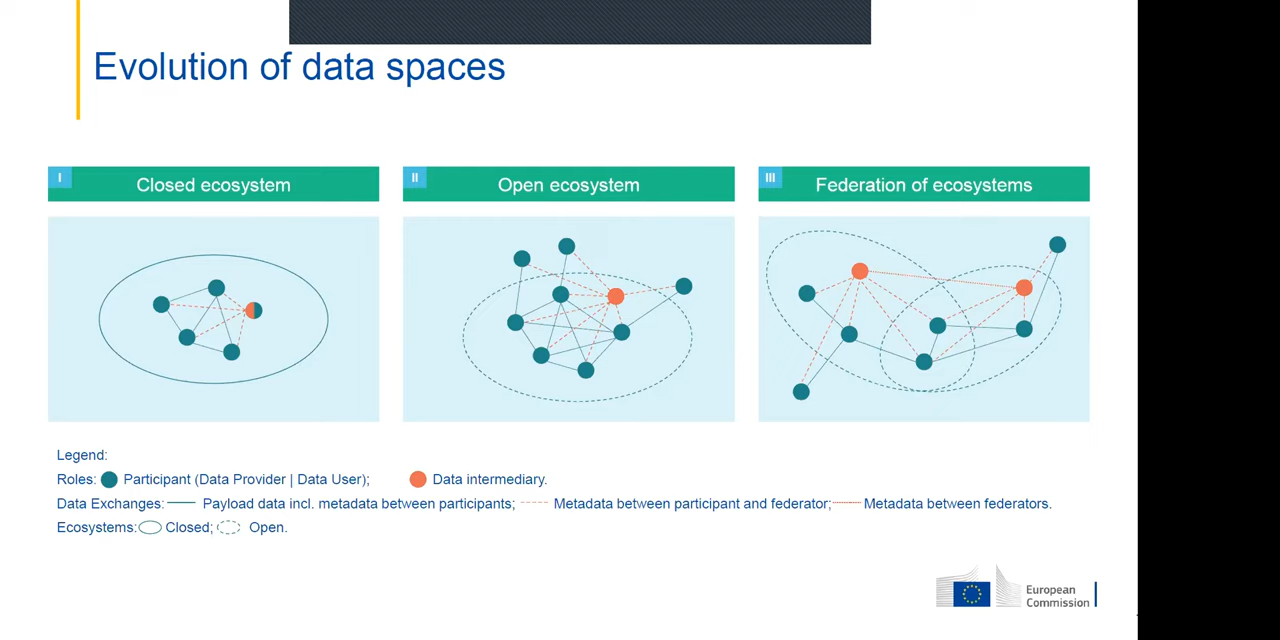 Evolution of data spaces
I
Closed ecosystem
II
Open ecosystem
III
Federation of ecosystems
Legend:
Roles: Participant (Data Provider | Data User); Data intermediary.
Data Exchanges: Payload data incl. metadata between participants; Metadata between participant and federator; Metadata between federators.
Ecosystems: Closed; Open.
European
Commission